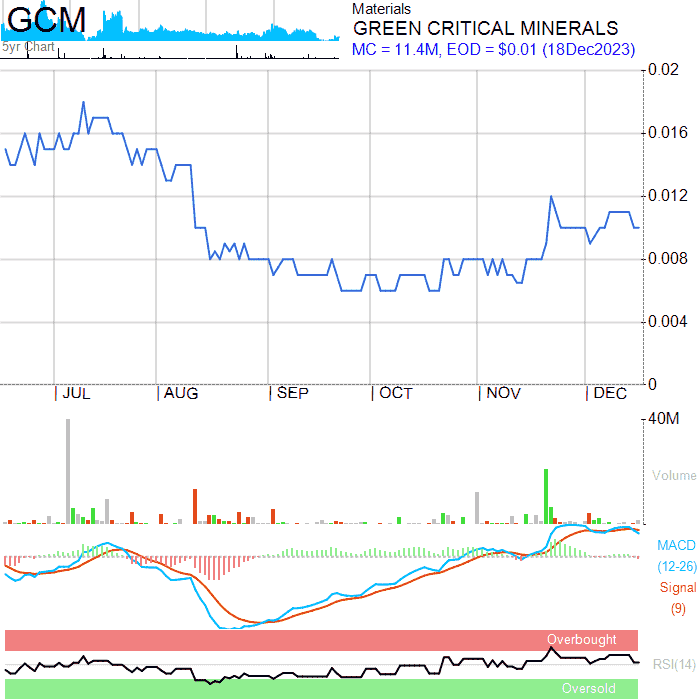 GCM
5yr Chart
Materials
GREEN CRITICAL MINERALS
MC = 11.4M, EOD = $0.01 (18Dec2023)
0.02
0.016
0.012
0.008
0.004
0
JUL AUG SEP OCT NOV DEC
40M
Volume
MACD
(12-26)
Signal
(9)
Overbought
RSI(14)
Oversold